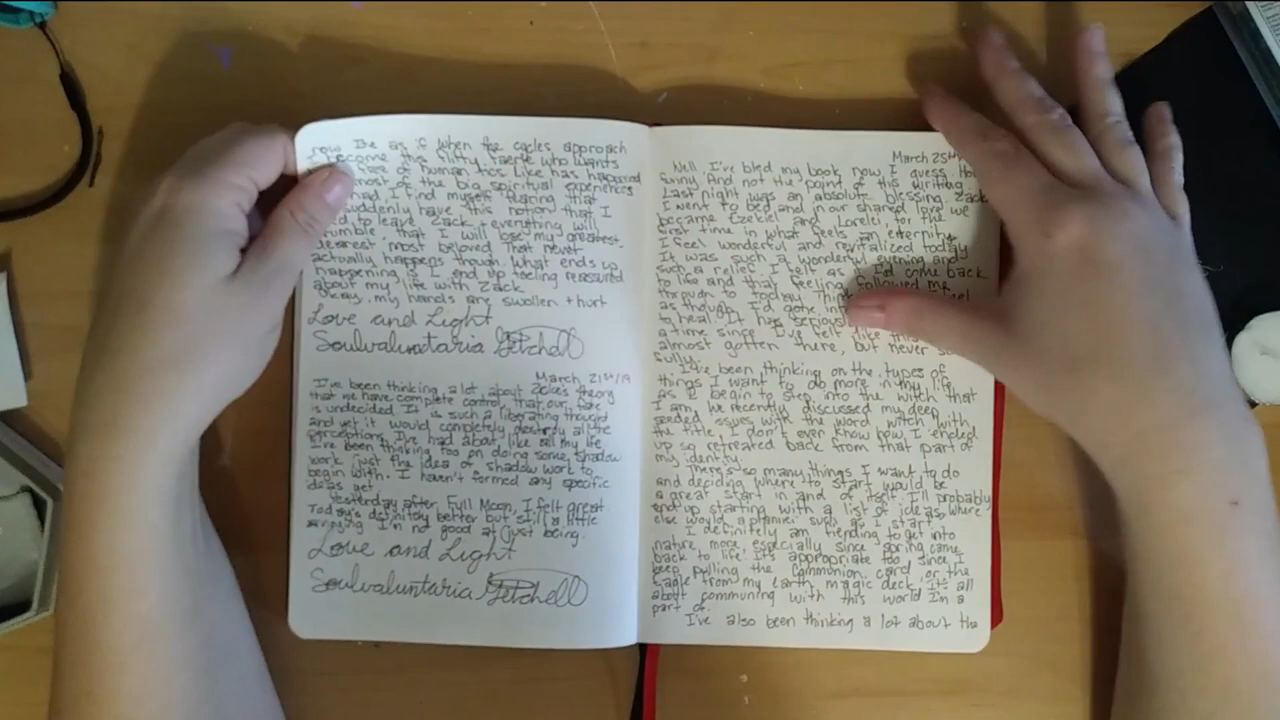 now. It's as if when the cycles approach
I become this flitty faerie who wants
free of human ties. Like has happened
most of the big spiritual experiences
had, I find myself fearing that
suddenly have this notion that I
to leave Zack, everything will
crumble, that I will lose my greatest,
dearest most beloved. That never
actually happens though. What ends up
happening is I end up feeling reassured
about my life with Zack.
Okay, my hands are swollen + hurt
Love and Light
Soulvaluntaria Getchell
March 21st/19
I've been thinking a lot about Zacke's theory
that we have complete control, that our fate
is undecided. It is such a liberating thought
and yet it would completely destroy all the
perceptions I've had about like all my life.
I've been thinking too on doing some shadow
work, just the idea of shadow work to
begin with. I haven't formed any specific
ideas yet.
Yesterday after Full Moon, I felt great
Today's definitely better but still a little
I'm no good at just being.
Love and Light
Soulvaluntaria Getchell
March 25th
Well I've bled my book now I guess. How
funny. And not the point of this writing.
Last night was an absolute blessing. Zack
I went to bed and in our shared love we
became Ezekiel and Lorelei, for the
first time in what feels an eternity.
I feel wonderful and revitalized today
It was such a wonderful evening and
such a relief. I felt as I'd come back
to life and that feeling followed me
through to today.
as though I'd gone
to heal. It has seriously
a time since I've felt like this
almost gotten there, but never so
fully.
I've been thinking on the types of
things I want to do more in my life
as I begin to step into the witch that
I am. We recently discussed my deep
seeded issues with the word witch with
the title. I don't ever know how I ended
up so retreated back from that part of
my identity.
There's so many things I want to do
and deciding where to start would be
a great start in and of itself. I'll probably
end up starting with a list of ideas, where
else would a planner such as I start.
I definitely am needing to get into
nature more especially since spring came
back to life. It's appropriate too since I
keep pulling the Communion card, or the
Eagle from my earth magic deck. It's all
about communing with this world I'm a
part of.
I've also been thinking a lot about the